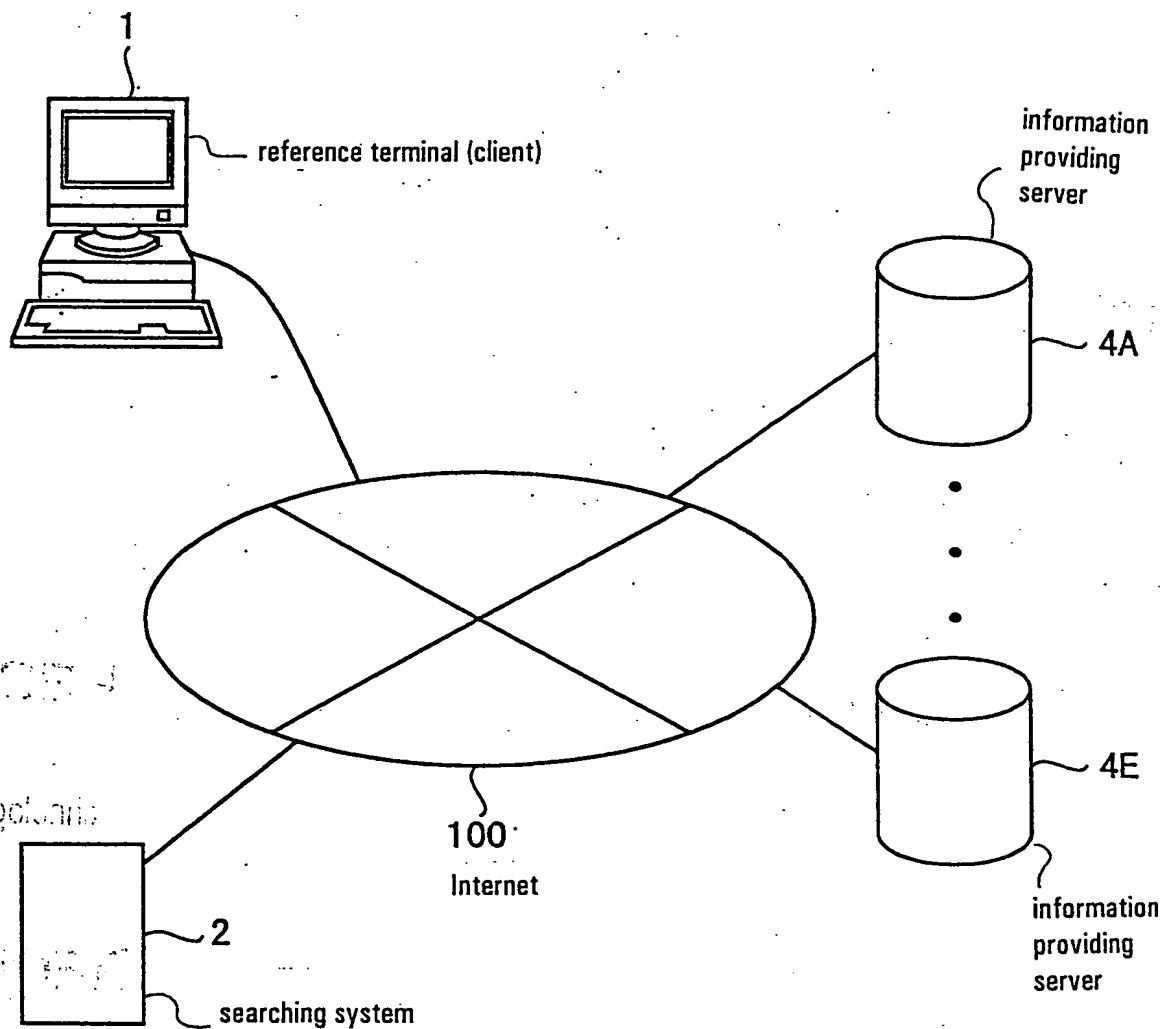 1
reference terminal (client)
information
providing
server
4A
100
Internet
4E
information
providing
server
2
searching system